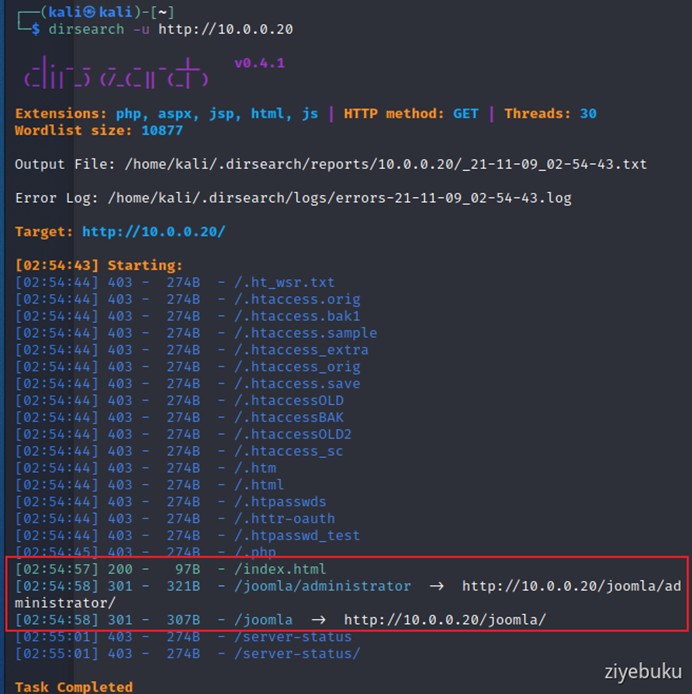 ┌──(kali㉿kali)-[~]
└─$ dirsearch -u http://10.0.0.20
v0.4.1
Extensions: php, aspx, jsp, html, js | HTTP method: GET | Threads: 30
Wordlist size: 10877
Output File: /home/kali/.dirsearch/reports/10.0.0.20/_21-11-09_02-54-43.txt
Error Log: /home/kali/.dirsearch/logs/errors-21-11-09_02-54-43.log
Target: http://10.0.0.20/
[02:54:43] Starting:
[02:54:44] 403 -  274B  - /.ht_wsr.txt
[02:54:44] 403 -  274B  - /.htaccess.orig
[02:54:44] 403 -  274B  - /.htaccess.bak1
[02:54:44] 403 -  274B  - /.htaccess.sample
[02:54:44] 403 -  274B  - /.htaccess_extra
[02:54:44] 403 -  274B  - /.htaccess_orig
[02:54:44] 403 -  274B  - /.htaccess.save
[02:54:44] 403 -  274B  - /.htaccessOLD
[02:54:44] 403 -  274B  - /.htaccessBAK
[02:54:44] 403 -  274B  - /.htaccessOLD2
[02:54:44] 403 -  274B  - /.htaccess_sc
[02:54:44] 403 -  274B  - /.htm
[02:54:44] 403 -  274B  - /.html
[02:54:44] 403 -  274B  - /.htpasswds
[02:54:44] 403 -  274B  - /.httr-oauth
[02:54:44] 403 -  274B  - /.htpasswd_test
[02:54:45] 403 -  274B  - /.php
[02:54:57] 200 -   97B  - /index.html
[02:54:58] 301 -  321B  - /joomla/administrator  →  http://10.0.0.20/joomla/ad
ministrator/
[02:54:58] 301 -  307B  - /joomla  →  http://10.0.0.20/joomla/
[02:55:01] 403 -  274B  - /server-status
[02:55:01] 403 -  274B  - /server-status/
Task Completed
ziyebuku